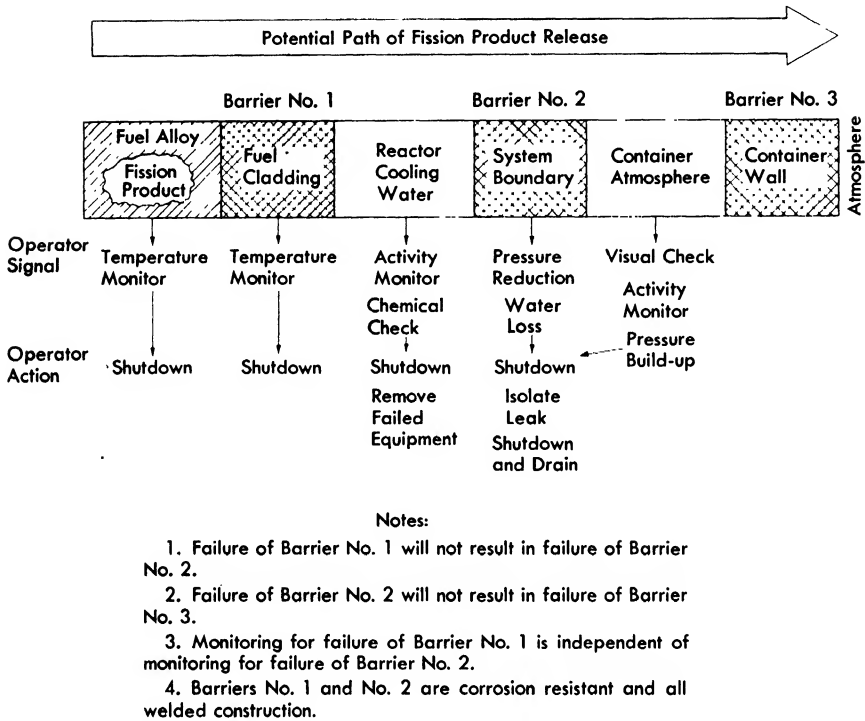 Potential Path of Fission Product Release
Barrier No. 1
Barrier No. 2
Barrier No. 3
Fuel Alloy
Fission
Product
Fuel
Cladding
Reactor
Cooling
Water
System
Boundary
Container
Atmosphere
Container
Wall
Atmosphere
Operator
Signal
Temperature
Monitor
Temperature
Monitor
Activity
Monitor
Chemical
Check
Pressure
Reduction
Water
Loss
Visual Check
Activity
Monitor
Pressure
Build-up
Operator
Action
Shutdown
Shutdown
Shutdown
Remove
Failed
Equipment
Shutdown
Isolate
Leak
Shutdown
and Drain
Notes:
1. Failure of Barrier No. 1 will not result in failure of Barrier
No. 2.
2. Failure of Barrier No. 2 will not result in failure of Barrier
No. 3.
3. Monitoring for failure of Barrier No. 1 is independent of
monitoring for failure of Barrier No. 2.
4. Barriers No. 1 and No. 2 are corrosion resistant and all
welded construction.